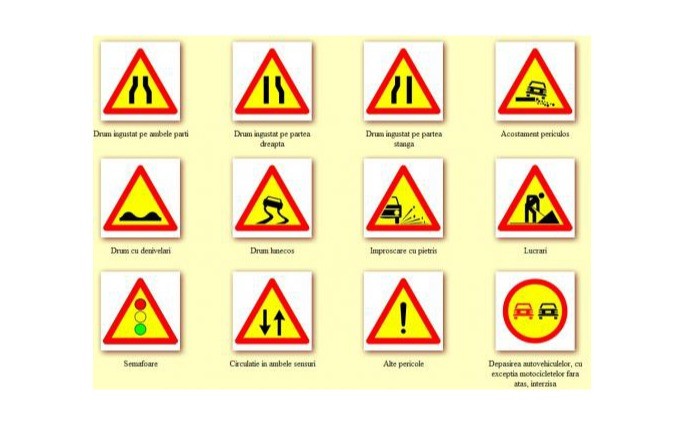 Drum ingustat pe ambele parti
Drum ingustat pe partea
dreapta
Drum ingustat pe partea
stanga
Acostament periculos
Drum cu denivelari
Drum lunecos
Improscare cu pietris
Lucrari
Semafoare
Circulatie in ambele sensuri
Alte pericole
Depasirea autovehiculelor, cu
exceptia motocicletelor fara
atas, interzisa